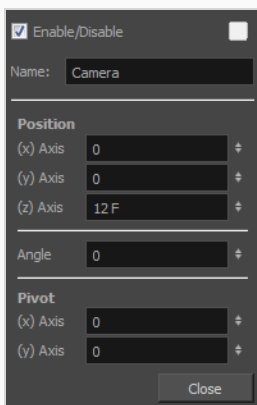 Enable/Disable
Name: Camera
Position
(x) Axis 0
(y) Axis 0
(z) Axis 12 F
Angle 0
Pivot
(x) Axis 0
(y) Axis 0
Close